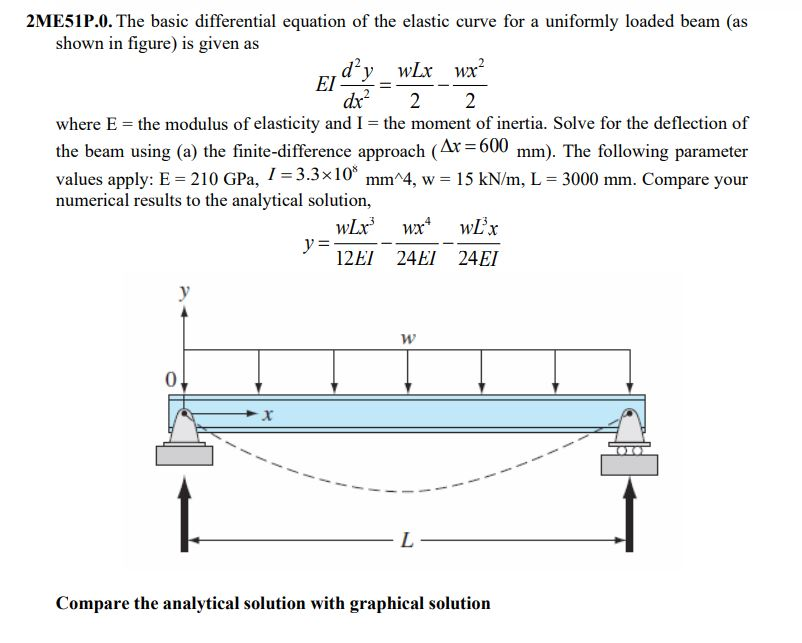 2ME51P.0. The basic differential equation of the elastic curve for a uniformly loaded beam (as
shown in figure) is given as
EI d²y/dx² = wLx/2 − wx²/2
where E = the modulus of elasticity and I = the moment of inertia. Solve for the deflection of
the beam using (a) the finite-difference approach ( Δx = 600 mm). The following parameter
values apply: E = 210 GPa, I = 3.3×10⁸ mm^4, w = 15 kN/m, L = 3000 mm. Compare your
numerical results to the analytical solution,
y = wLx³/12EI − wx⁴/24EI − wL³x/24EI
y
w
0
x
L
Compare the analytical solution with graphical solution